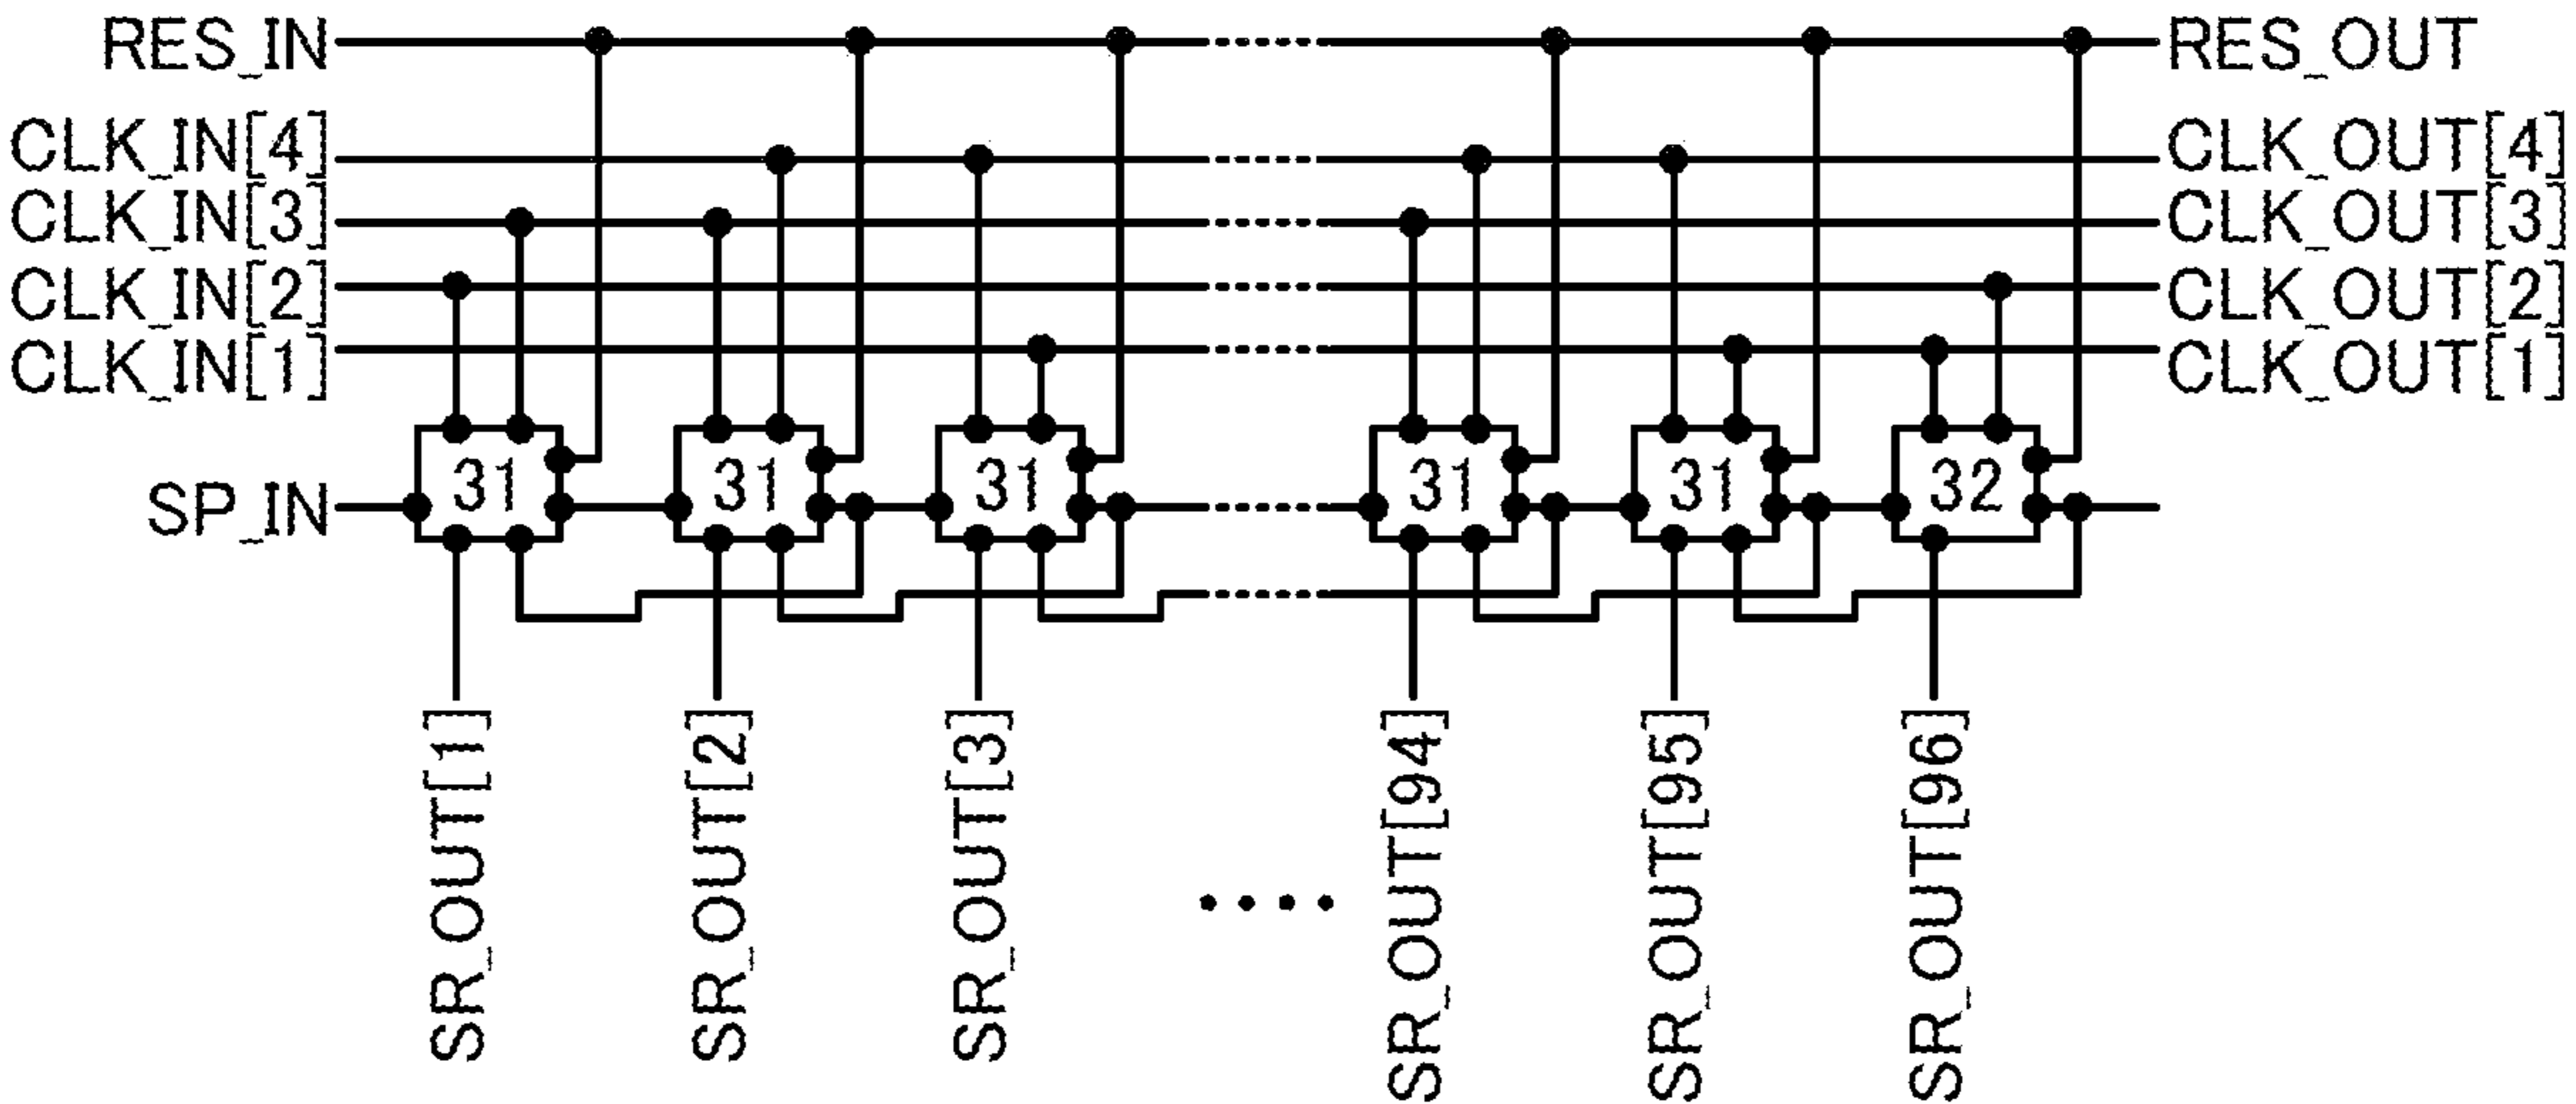 RES_IN
RES_OUT
CLK_IN[4]
CLK_OUT[4]
CLK_IN[3]
CLK_OUT[3]
CLK_IN[2]
CLK_OUT[2]
CLK_IN[1]
CLK_OUT[1]
SP_IN
31
31
31
31
31
32
SR_OUT[1]
SR_OUT[2]
SR_OUT[3]
SR_OUT[94]
SR_OUT[95]
SR_OUT[96]